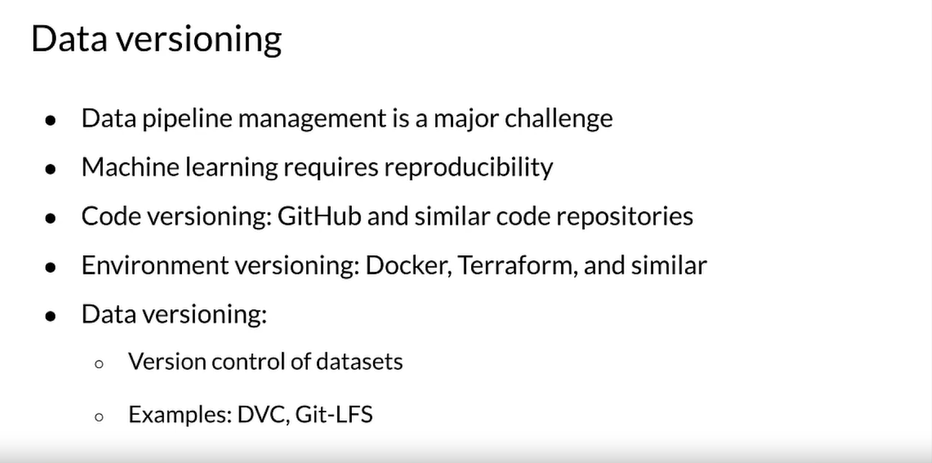 Data versioning
● Data pipeline management is a major challenge
● Machine learning requires reproducibility
● Code versioning: GitHub and similar code repositories
● Environment versioning: Docker, Terraform, and similar
● Data versioning:
○ Version control of datasets
○ Examples: DVC, Git-LFS